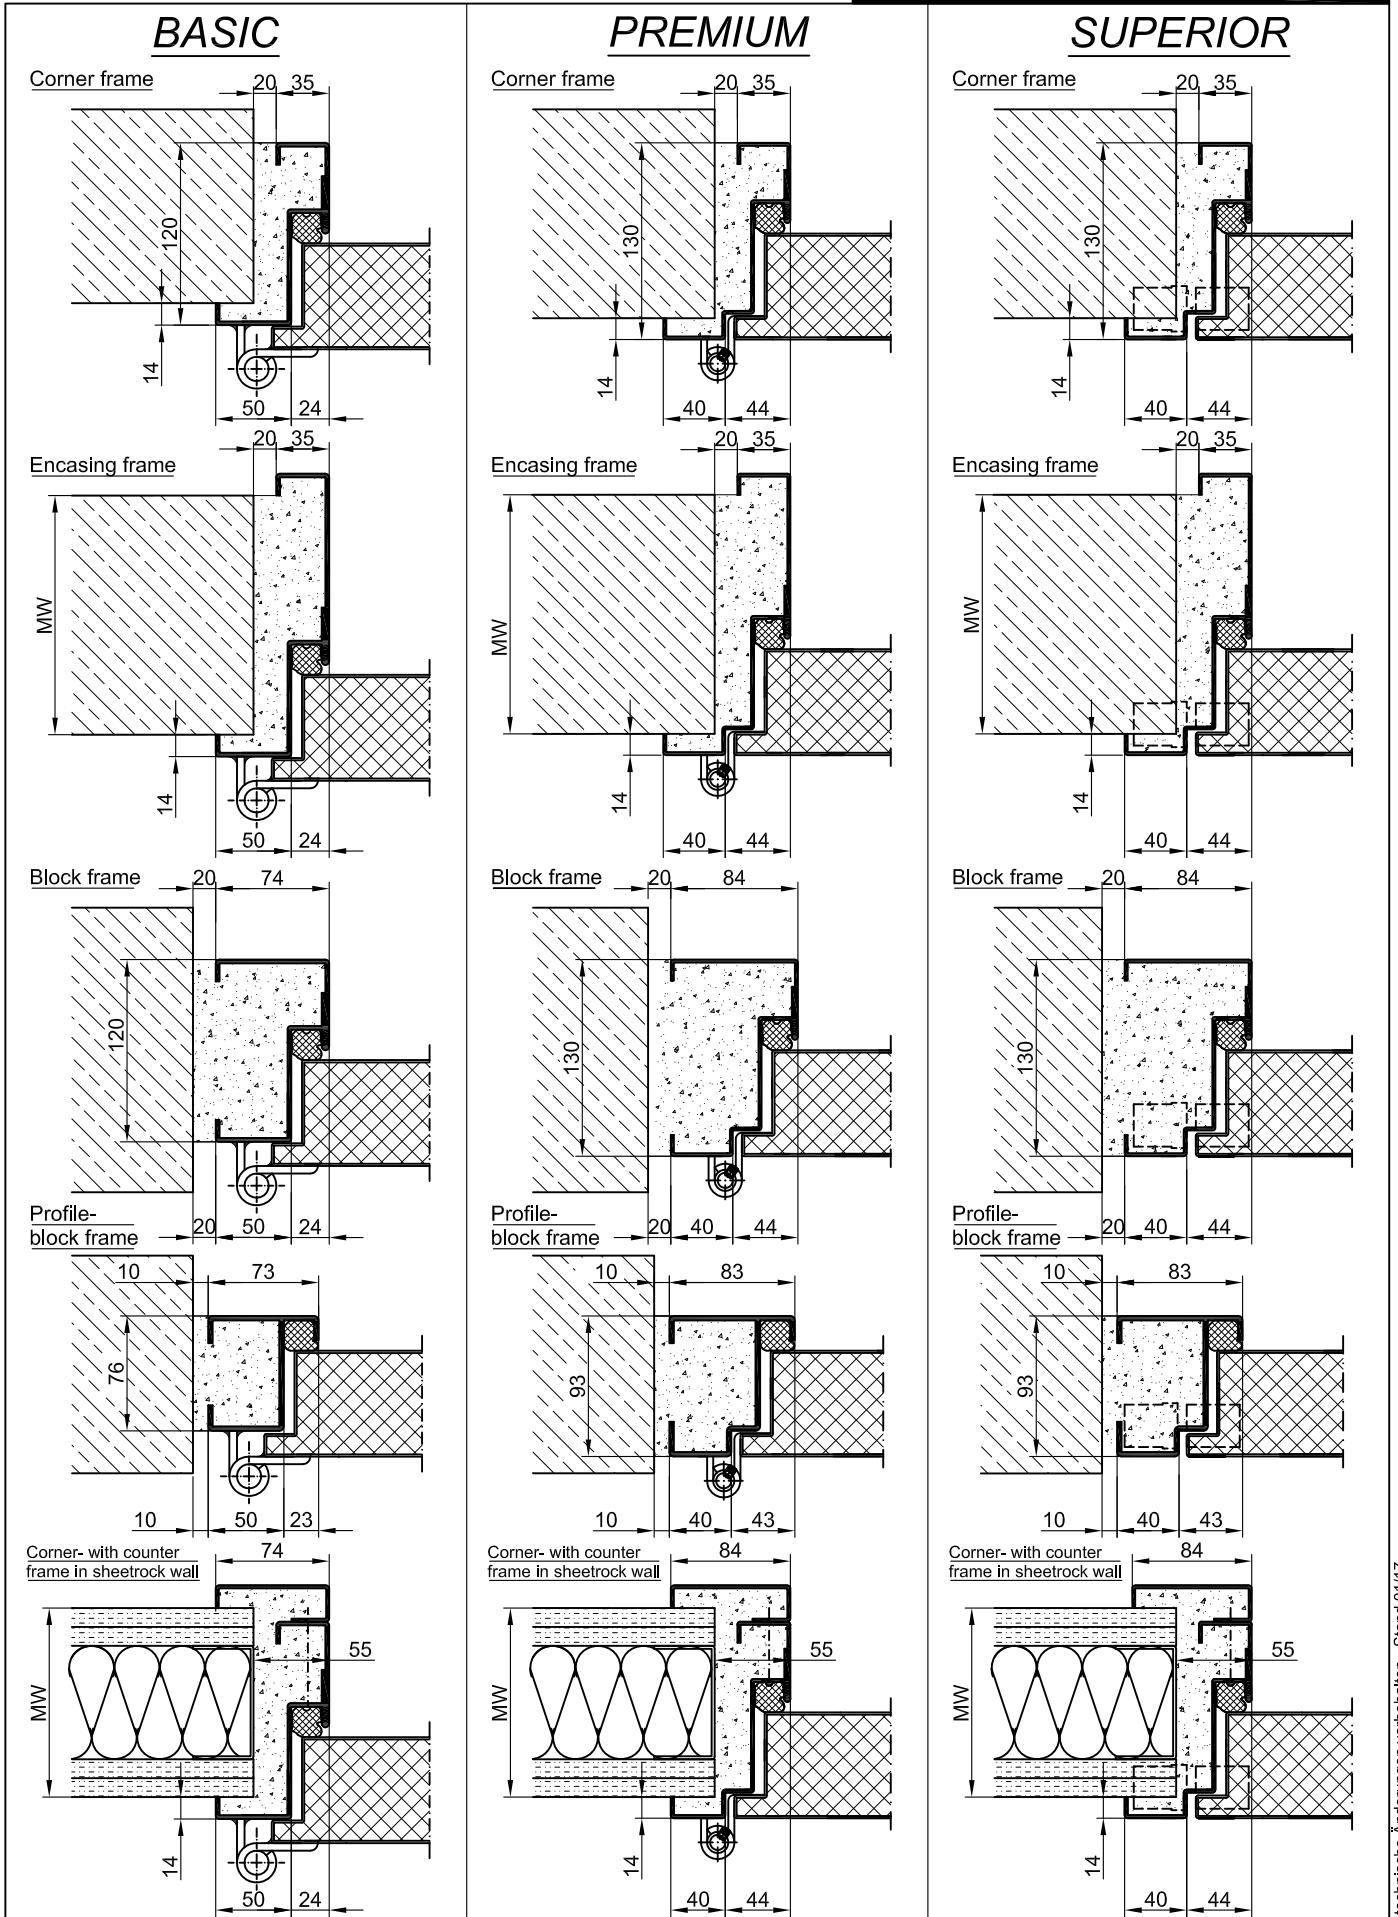 BASIC
PREMIUM
SUPERIOR
Corner frame
20 35
120
14
50 24
Corner frame
20 35
130
14
40 44
Corner frame
20 35
130
14
40 44
Encasing frame
20 35
MW
14
50 24
Encasing frame
20 35
MW
14
40 44
Encasing frame
20 35
MW
14
40 44
Block frame
20 74
120
20 50 24
Block frame
20 84
130
20 40 44
Block frame
20 84
130
20 40 44
Profile-
block frame
10 73
76
10 50 23
Profile-
block frame
10 83
93
10 40 43
Profile-
block frame
10 83
93
10 40 43
Corner- with counter
frame in sheetrock wall
74
55
MW
14
50 24
Corner- with counter
frame in sheetrock wall
84
55
MW
14
40 44
Corner- with counter
frame in sheetrock wall
84
55
MW
14
40 44